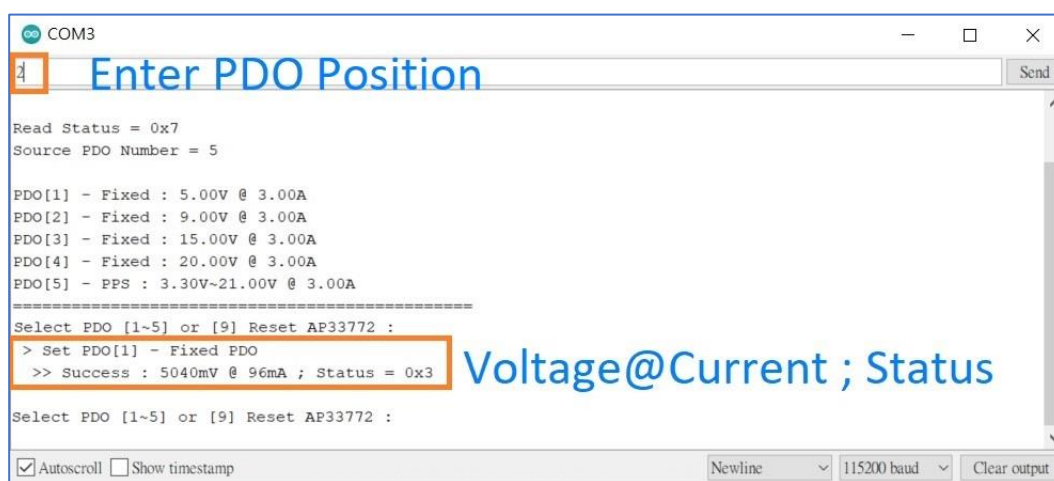 COM3
2 Enter PDO Position
Send
Read Status = 0x7
Source PDO Number = 5
PDO[1] - Fixed : 5.00V @ 3.00A
PDO[2] - Fixed : 9.00V @ 3.00A
PDO[3] - Fixed : 15.00V @ 3.00A
PDO[4] - Fixed : 20.00V @ 3.00A
PDO[5] - PPS : 3.30V~21.00V @ 3.00A
================================================
Select PDO [1~5] or [9] Reset AP33772 :
> Set PDO[1] - Fixed PDO
>> Success : 5040mV @ 96mA ; Status = 0x3
Voltage@Current ; Status
Select PDO [1~5] or [9] Reset AP33772 :
Autoscroll Show timestamp Newline 115200 baud Clear output